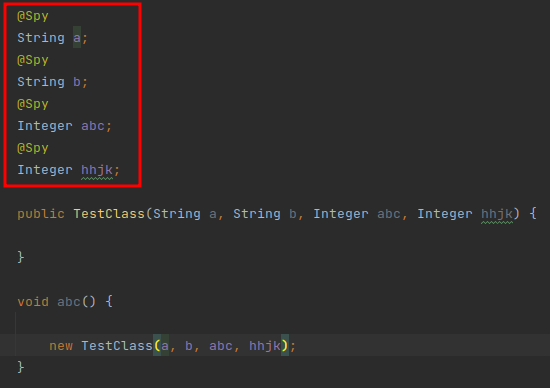 @Spy
String a;
@Spy
String b;
@Spy
Integer abc;
@Spy
Integer hhjk;
public TestClass(String a, String b, Integer abc, Integer hhjk) {
}
void abc() {
new TestClass(a, b, abc, hhjk);
}